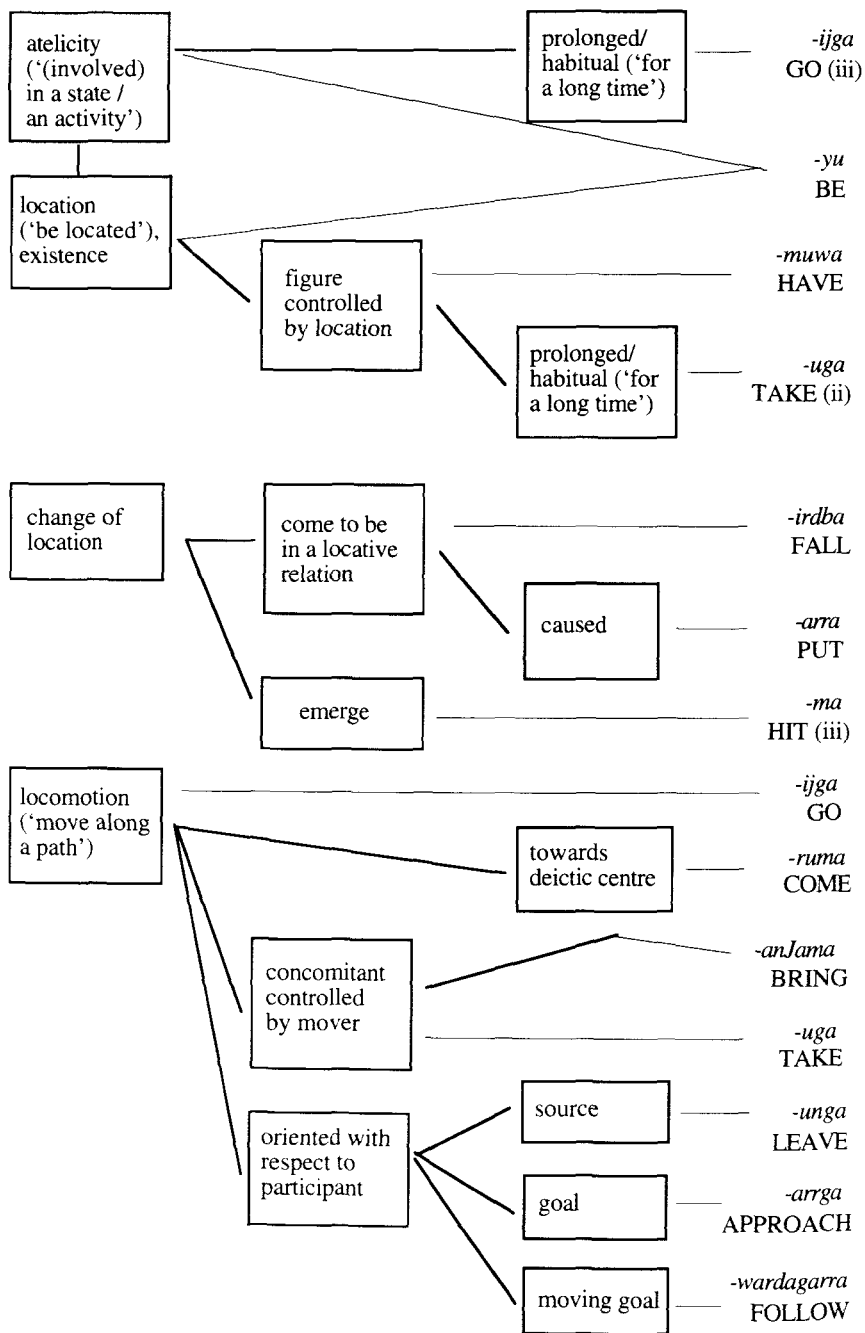 atelicity
('(involved)
in a state /
an activity')
prolonged/
habitual ('for
a long time')
-ijga
GO (iii)
-yu
BE
location
('be located'),
existence
figure
controlled
by location
-muwa
HAVE
prolonged/
habitual ('for
a long time')
-uga
TAKE (ii)
change of
location
come to be
in a locative
relation
-irdba
FALL
caused
-arra
PUT
emerge
-ma
HIT (iii)
locomotion
('move along
a path')
-ijga
GO
towards
deictic centre
-ruma
COME
concomitant
controlled
by mover
-anJama
BRING
-uga
TAKE
oriented with
respect to
participant
source
-unga
LEAVE
goal
-arrga
APPROACH
moving goal
-wardagarra
FOLLOW